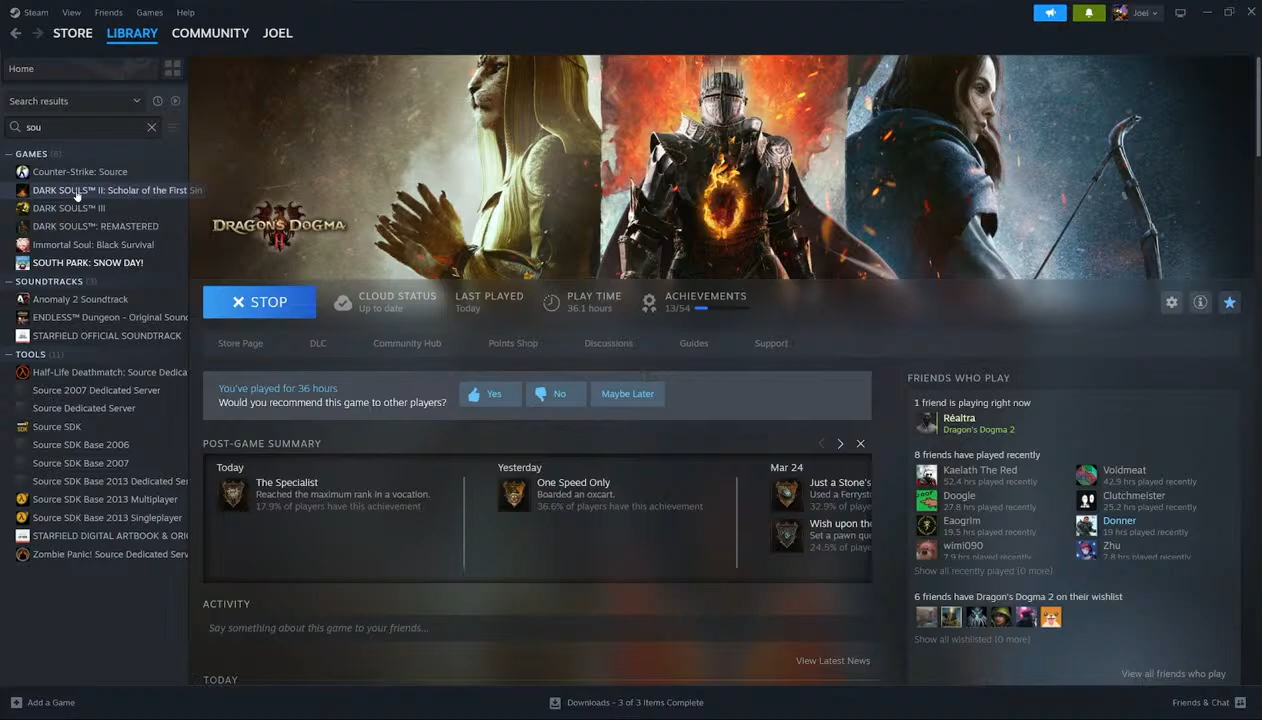 Steam View Friends Games Help
Joel
STORE LIBRARY COMMUNITY JOEL
Home
Search results
sou
GAMES (6)
Counter-Strike: Source
DARK SOULS™ II: Scholar of the First Sin
DARK SOULS™ III
DARK SOULS™: REMASTERED
Immortal Soul: Black Survival
SOUTH PARK: SNOW DAY!
SOUNDTRACKS (3)
Anomaly 2 Soundtrack
ENDLESS™ Dungeon - Original Sound
STARFIELD OFFICIAL SOUNDTRACK
TOOLS (11)
Half-Life Deathmatch: Source Dedica
Source 2007 Dedicated Server
Source Dedicated Server
Source SDK
Source SDK Base 2006
Source SDK Base 2007
Source SDK Base 2013 Dedicated Ser
Source SDK Base 2013 Multiplayer
Source SDK Base 2013 Singleplayer
STARFIELD DIGITAL ARTBOOK & ORI
Zombie Panic! Source Dedicated Serv
DRAGON'S DOGMA
II
STOP
CLOUD STATUS
Up to date
LAST PLAYED
Today
PLAY TIME
36.1 hours
ACHIEVEMENTS
13/54
Store Page DLC Community Hub Points Shop Discussions Guides Support
You've played for 36 hours
Would you recommend this game to other players?
Yes No Maybe Later
POST-GAME SUMMARY
Today
The Specialist
Reached the maximum rank in a vocation.
17.9% of players have this achievement
Yesterday
One Speed Only
Boarded an oxcart.
36.6% of players have this achievement
Mar 24
Just a Stone's
Used a Ferryst
32.9% of playe
Wish upon the
Set a pawn qu
24.5% of playe
ACTIVITY
Say something about this game to your friends...
View Latest News
TODAY
FRIENDS WHO PLAY
1 friend is playing right now
Réaltra
Dragon's Dogma 2
8 friends have played recently
Kaelath The Red
52.4 hrs played recently
Voldmeat
42.9 hrs played recently
Doogle
27.8 hrs played recently
Clutchmeister
25.2 hrs played recently
Eaogrim
19.5 hrs played recently
Donner
19 hrs played recently
wimi090
7.9 hrs played recently
Zhu
7.8 hrs played recently
Show all recently played (0 more)
6 friends have Dragon's Dogma 2 on their wishlist
Show all wishlisted (0 more)
View all friends who play
Add a Game
Downloads - 3 of 3 Items Complete
Friends & Chat